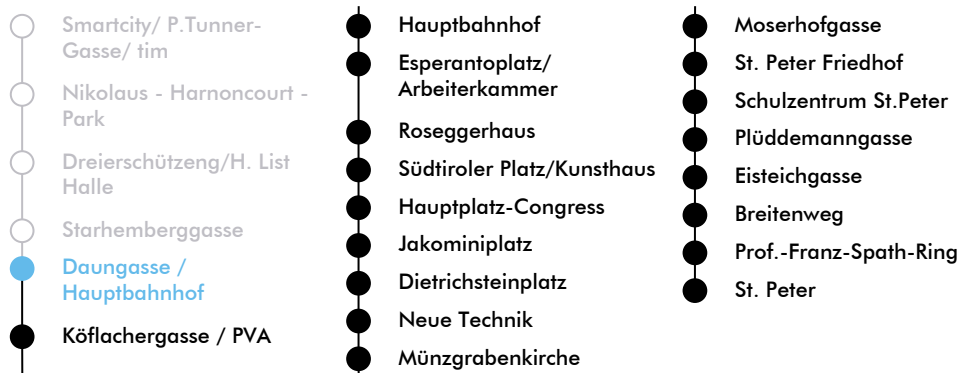 Smartcity/ P.Tunner-
Gasse/ tim
Nikolaus - Harnoncourt -
Park
Dreierschützeng/H. List
Halle
Starhemberggasse
Daungasse /
Hauptbahnhof
Köflachergasse / PVA
Hauptbahnhof
Esperantoplatz/
Arbeiterkammer
Roseggerhaus
Südtiroler Platz/Kunsthaus
Hauptplatz-Congress
Jakominiplatz
Dietrichsteinplatz
Neue Technik
Münzgrabenkirche
Moserhofgasse
St. Peter Friedhof
Schulzentrum St.Peter
Plüddemanngasse
Eisteichgasse
Breitenweg
Prof.-Franz-Spath-Ring
St. Peter